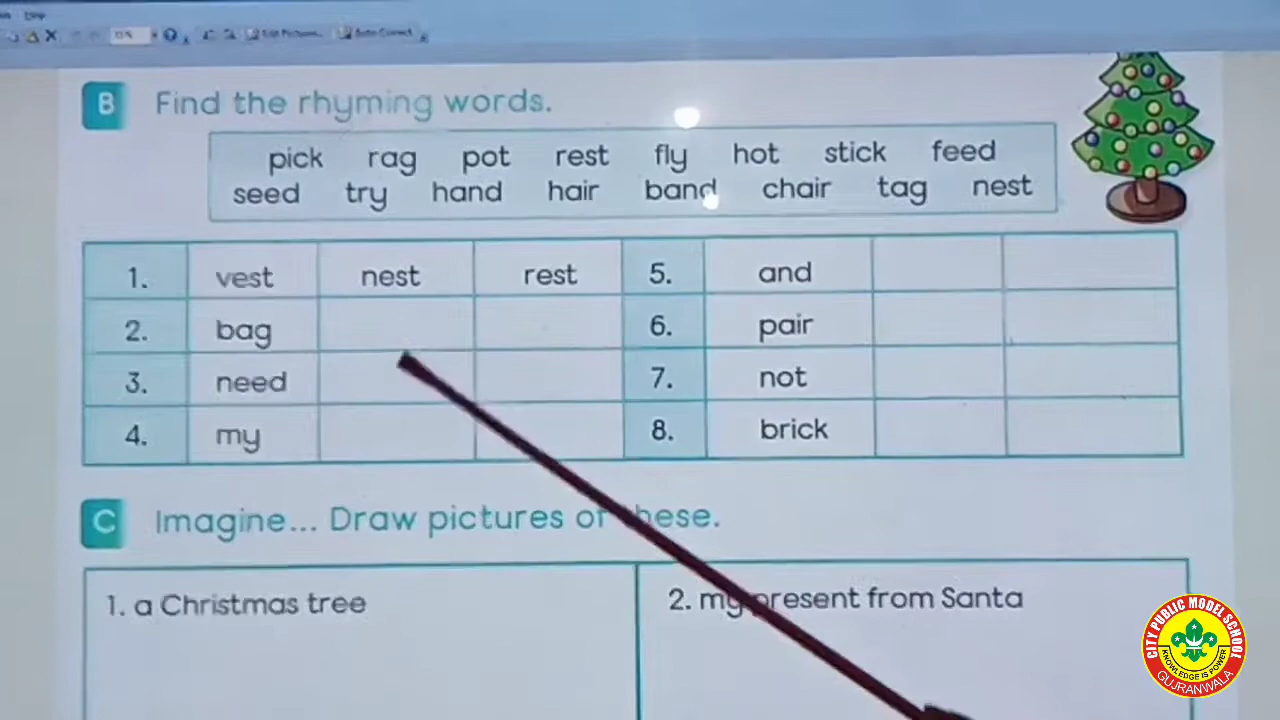 B Find the rhyming words.
pick rag pot rest fly hot stick feed
seed try hand hair band chair tag nest
1. vest nest rest 5. and
2. bag 6. pair
3. need 7. not
4. my 8. brick
C Imagine... Draw pictures of these.
1. a Christmas tree 2. my present from Santa
CITY PUBLIC MODEL SCHOOL
KNOWLEDGE IS POWER
GUJRANWALA